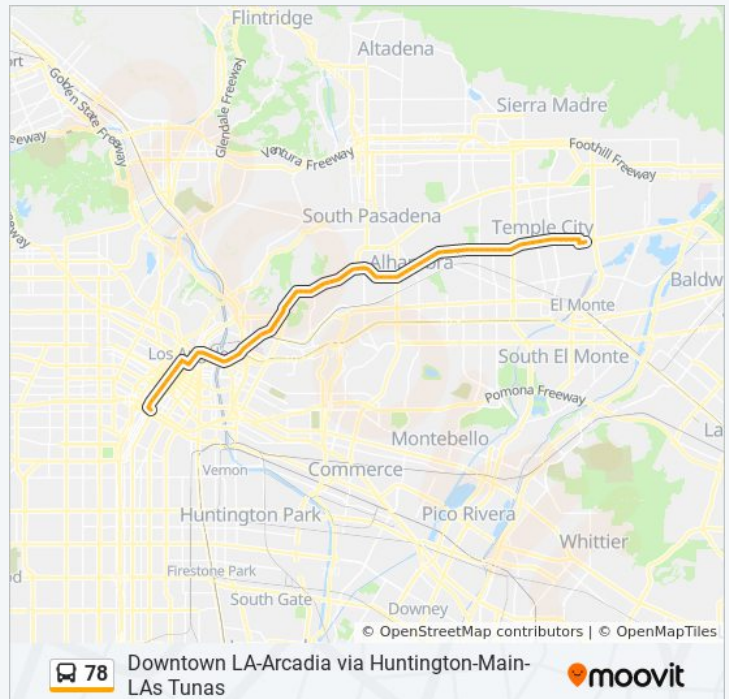 Flintridge
Altadena
Golden State Freeway
Glendale Freeway
Sierra Madre
Foothill Freeway
Ventura Freeway
South Pasadena
Temple City
Alhambra
El Monte
South El Monte
Pomona Freeway
Montebello
Vernon
Commerce
Huntington Park
Pico Rivera
Whittier
Firestone Park
South Gate
Downey
© OpenStreetMap contributors | © OpenMapTiles
78
Downtown LA-Arcadia via Huntington-Main-
LAs Tunas
moovit